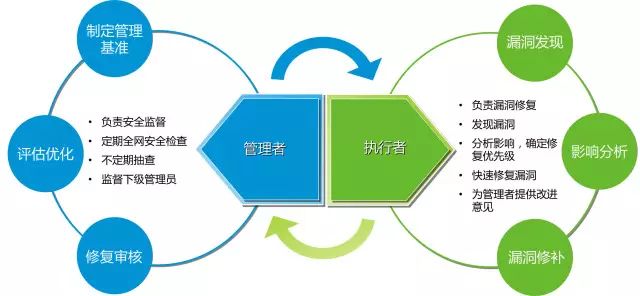 制定管理
基准
评估优化
修复审核
• 负责安全监督
• 定期全网安全检查
• 不定期抽查
• 监督下级管理员
管理者
执行者
• 负责漏洞修复
• 发现漏洞
• 分析影响，确定修
复优先级
• 快速修复漏洞
• 为管理者提供改进
意见
漏洞发现
影响分析
漏洞修补